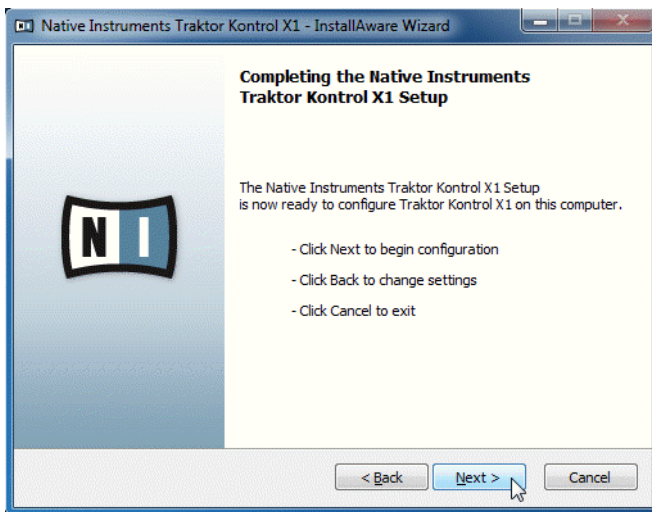 Native Instruments Traktor Kontrol X1 - InstallAware Wizard
Completing the Native Instruments
Traktor Kontrol X1 Setup
The Native Instruments Traktor Kontrol X1 Setup
is now ready to configure Traktor Kontrol X1 on this computer.
- Click Next to begin configuration
- Click Back to change settings
- Click Cancel to exit
N I
< Back
Next >
Cancel